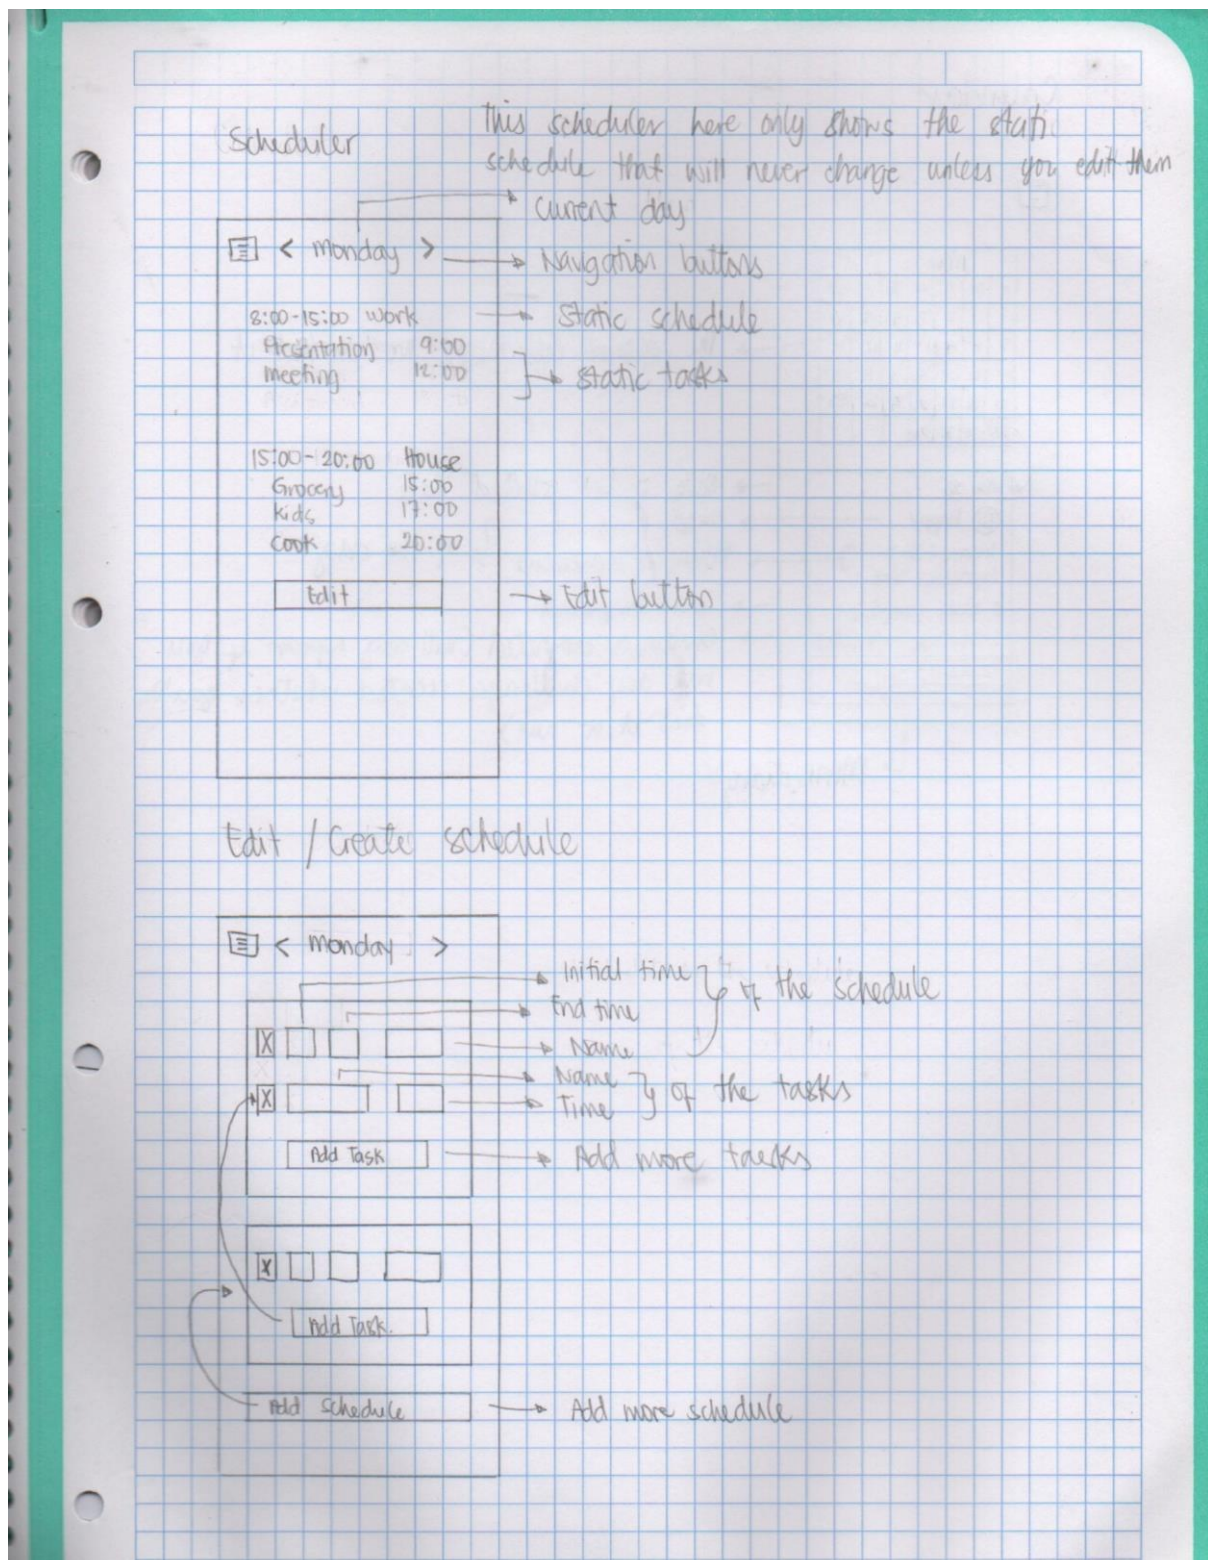 Scheduler
This scheduler here only shows the stati
schedule that will never change unless you edit them
Current day
< Monday >
Navigation buttons
8:00-15:00 Work
Static schedule
Presentation 9:00
meeting 12:00
Static tasks
15:00-20:00 House
Grocery 15:00
kids 17:00
Cook 20:00
Edit
Edit button
Edit / Create schedule
< monday >
Initial time
of the schedule
End time
X
Name
Name
of the tasks
X
Time
Add Task
Add more tasks
X
Add Task.
Add Schedule
Add more schedule